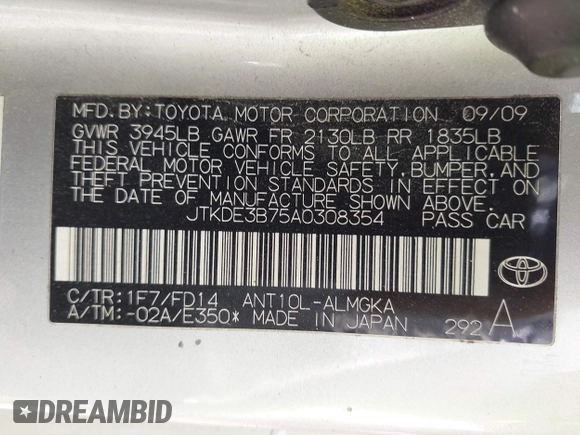 MFD.BY:TOYOTA MOTOR CORPORATION 09/09
GVWR 3945LB GAWR FR 2130LB RR 1835LB
THIS VEHICLE CONFORMS TO ALL APPLICABLE
FEDERAL MOTOR VEHICLE SAFETY,BUMPER,AND
THEFT PREVENTION STANDARDS IN EFFECT ON
THE DATE OF MANUFACTURE SHOWN ABOVE.
JTKDE3B75A0308354 PASS CAR
C/TR:1F7/FD14 ANT10L-ALMGKA
A/TM:-02A/E350* MADE IN JAPAN 292 A
TOYOTA
DREAMBID